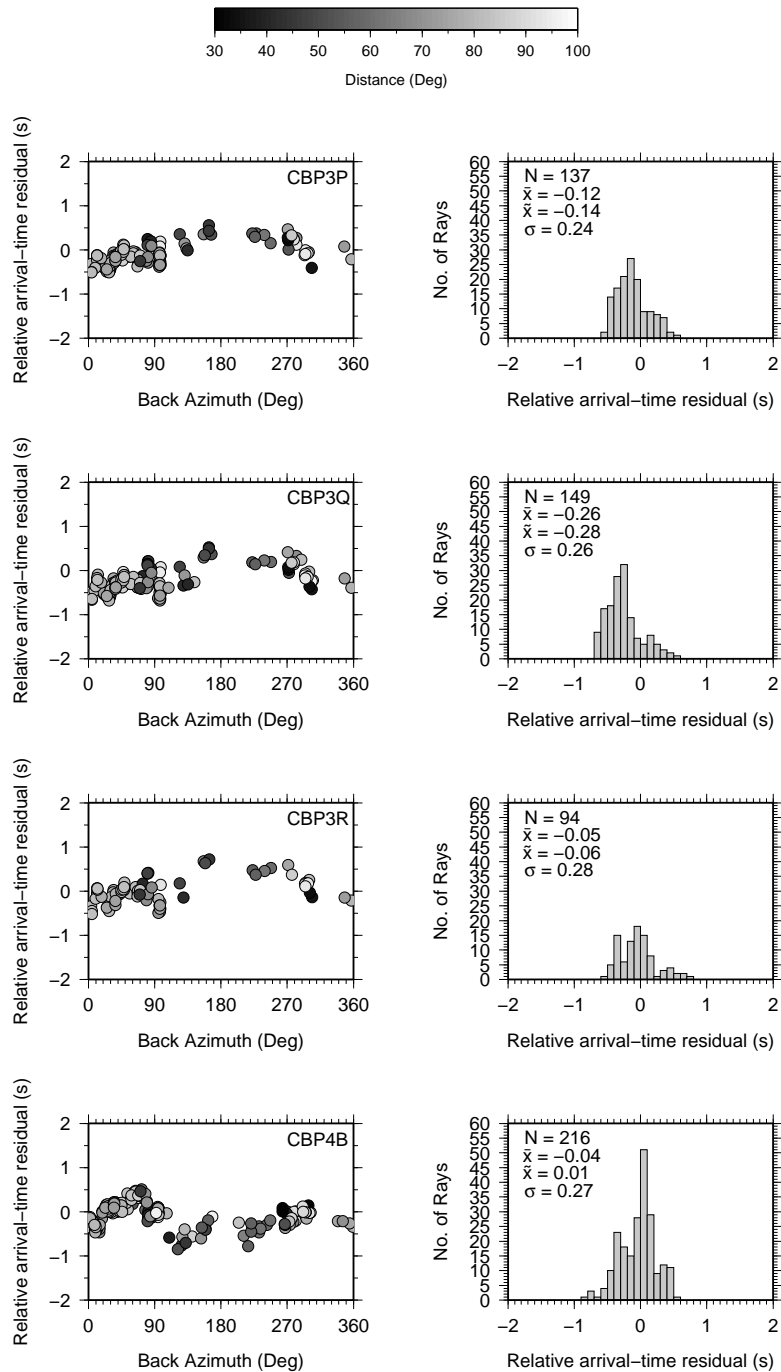 30 40 50 60 70 80 90 100
Distance (Deg)
Relative arrival−time residual (s)
2
1
0
−1
−2
0 90 180 270 360
Back Azimuth (Deg)
CBP3P
No. of Rays
60
55
50
45
40
35
30
25
20
15
10
5
0
−2 −1 0 1 2
Relative arrival−time residual (s)
N = 137
x̄ = −0.12
x̃ = −0.14
σ = 0.24
Relative arrival−time residual (s)
2
1
0
−1
−2
0 90 180 270 360
Back Azimuth (Deg)
CBP3Q
No. of Rays
60
55
50
45
40
35
30
25
20
15
10
5
0
−2 −1 0 1 2
Relative arrival−time residual (s)
N = 149
x̄ = −0.26
x̃ = −0.28
σ = 0.26
Relative arrival−time residual (s)
2
1
0
−1
−2
0 90 180 270 360
Back Azimuth (Deg)
CBP3R
No. of Rays
60
55
50
45
40
35
30
25
20
15
10
5
0
−2 −1 0 1 2
Relative arrival−time residual (s)
N = 94
x̄ = −0.05
x̃ = −0.06
σ = 0.28
Relative arrival−time residual (s)
2
1
0
−1
−2
0 90 180 270 360
Back Azimuth (Deg)
CBP4B
No. of Rays
60
55
50
45
40
35
30
25
20
15
10
5
0
−2 −1 0 1 2
Relative arrival−time residual (s)
N = 216
x̄ = −0.04
x̃ = 0.01
σ = 0.27